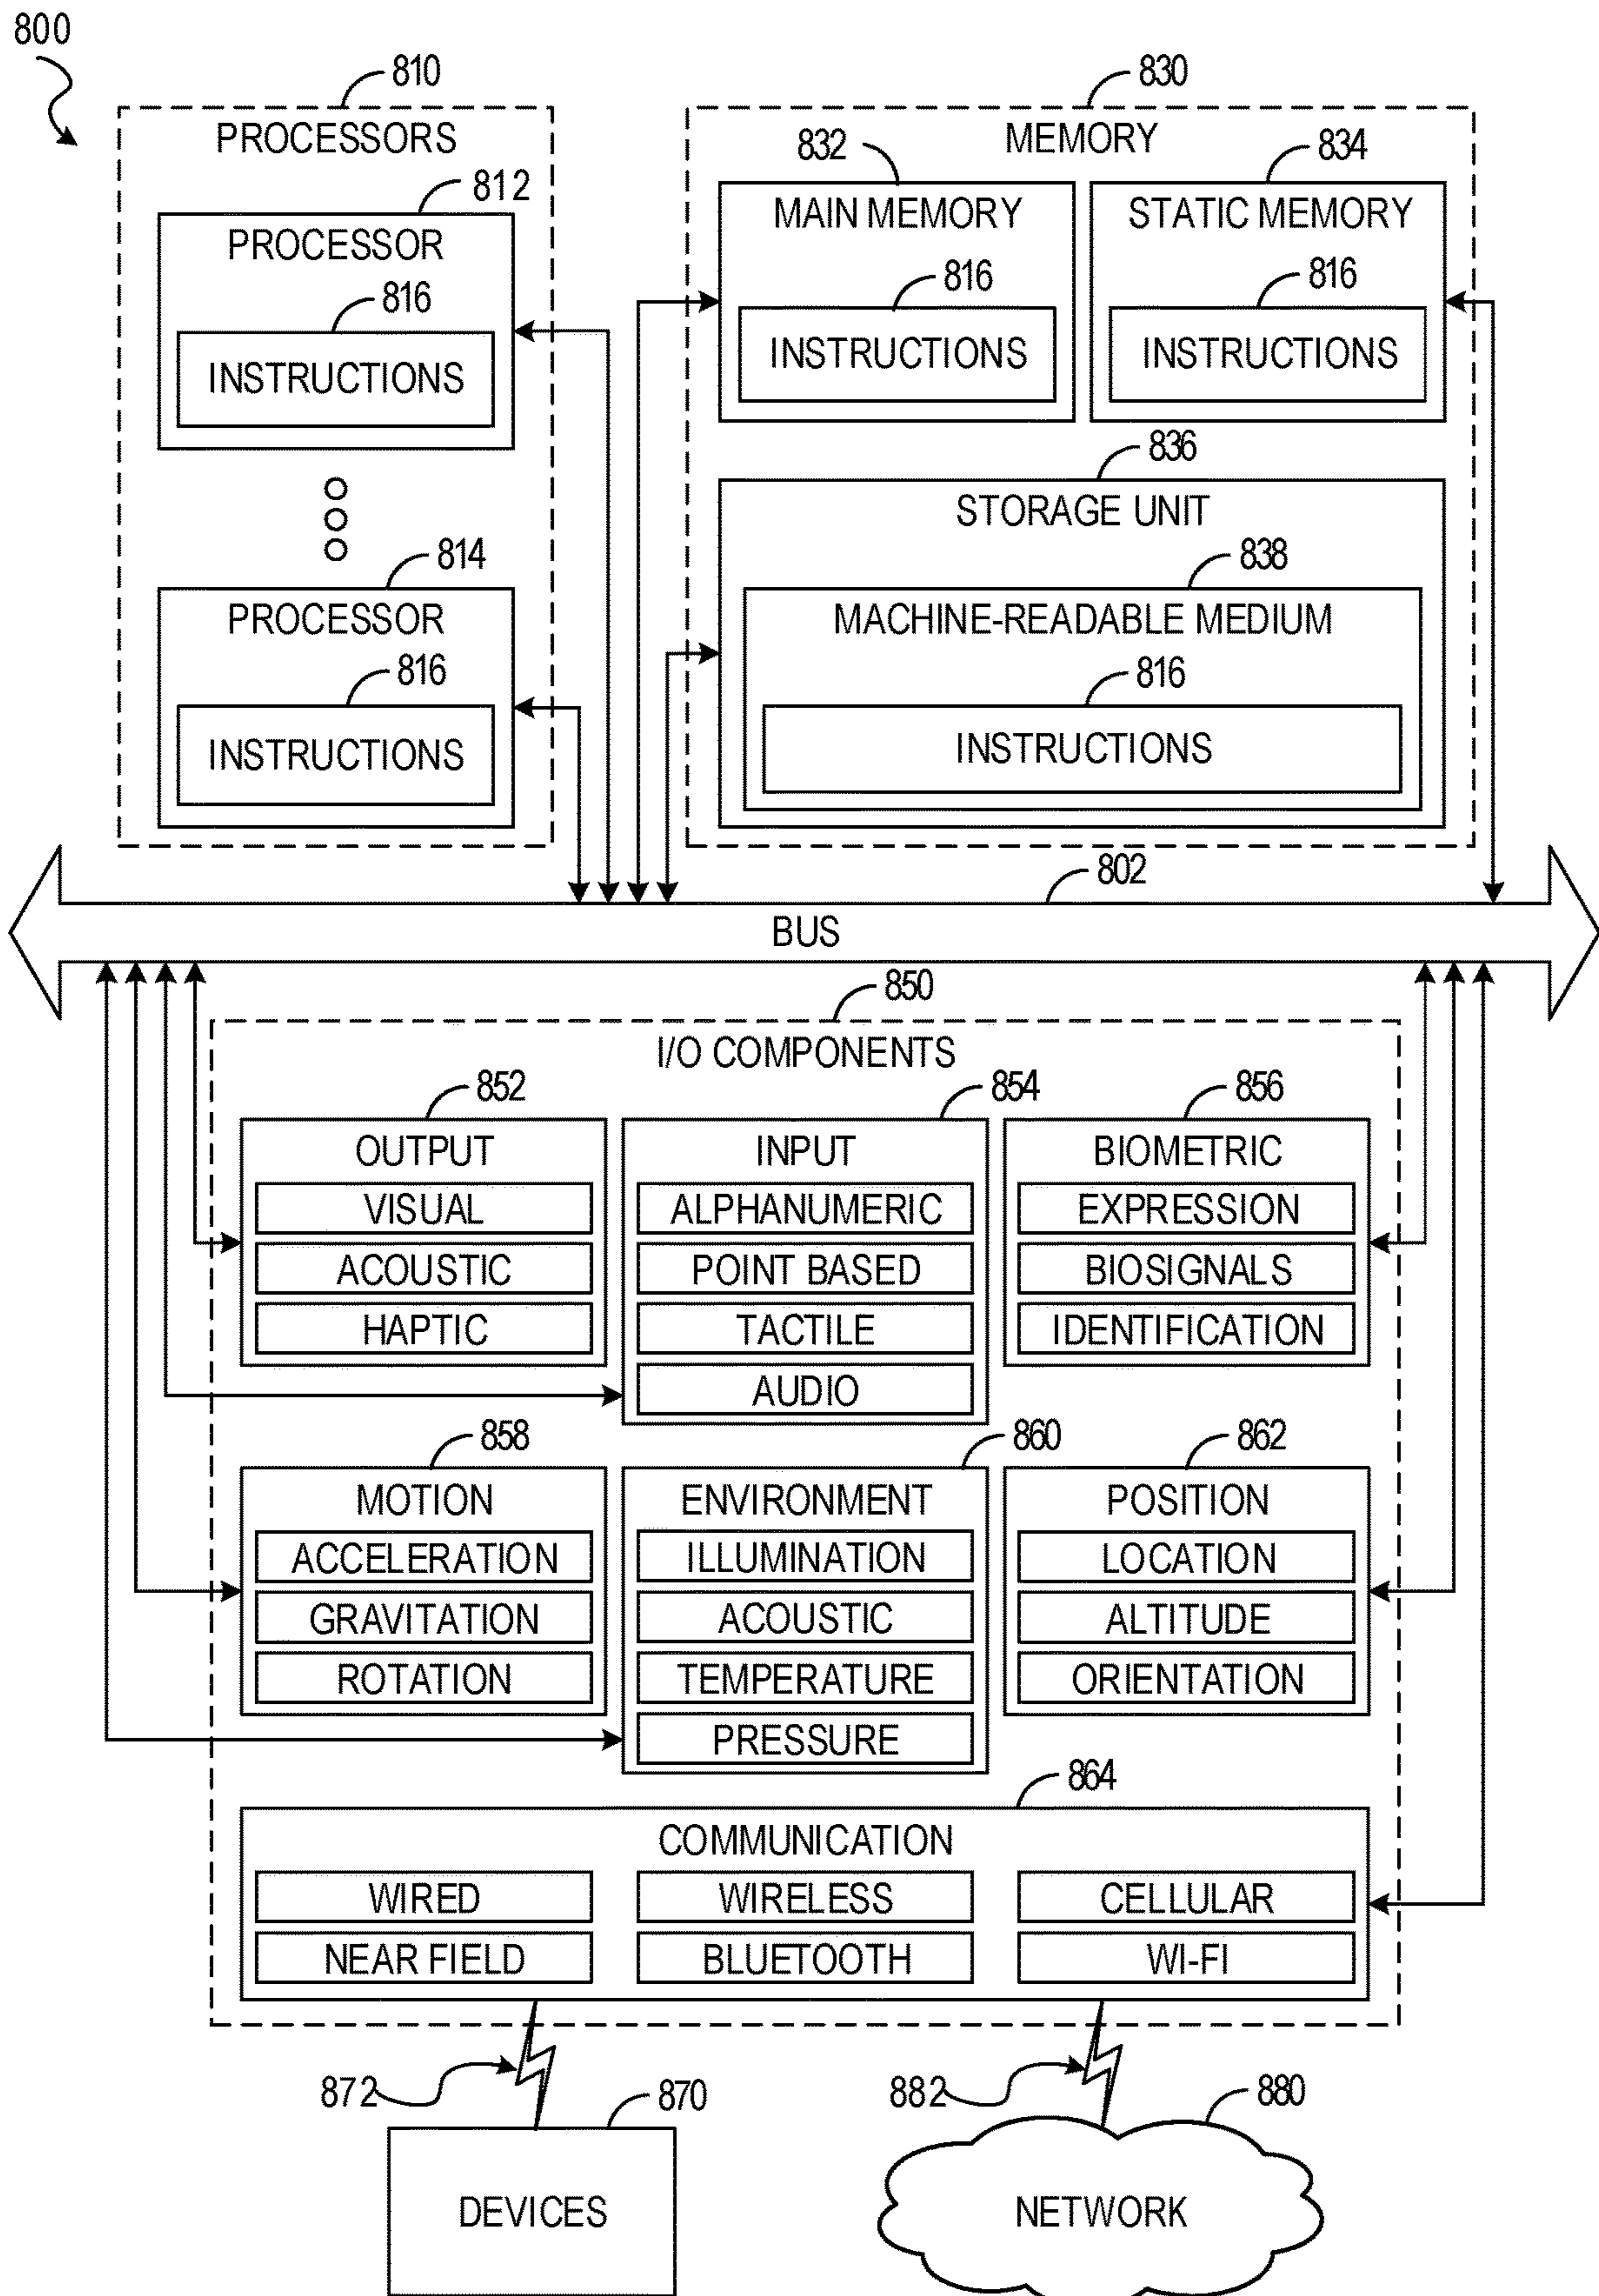 800
810
PROCESSORS
812
PROCESSOR
816
INSTRUCTIONS
814
PROCESSOR
816
INSTRUCTIONS
830
MEMORY
832
MAIN MEMORY
816
INSTRUCTIONS
834
STATIC MEMORY
816
INSTRUCTIONS
836
STORAGE UNIT
838
MACHINE-READABLE MEDIUM
816
INSTRUCTIONS
802
BUS
850
I/O COMPONENTS
852
OUTPUT
VISUAL
ACOUSTIC
HAPTIC
854
INPUT
ALPHANUMERIC
POINT BASED
TACTILE
AUDIO
856
BIOMETRIC
EXPRESSION
BIOSIGNALS
IDENTIFICATION
858
MOTION
ACCELERATION
GRAVITATION
ROTATION
860
ENVIRONMENT
ILLUMINATION
ACOUSTIC
TEMPERATURE
PRESSURE
862
POSITION
LOCATION
ALTITUDE
ORIENTATION
864
COMMUNICATION
WIRED
WIRELESS
CELLULAR
NEAR FIELD
BLUETOOTH
WI-FI
872
870
DEVICES
882
880
NETWORK